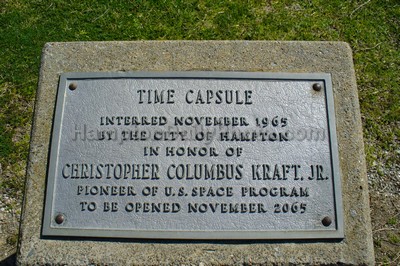 TIME CAPSULE
INTERRED NOVEMBER 1965
BY THE CITY OF HAMPTON
IN HONOR OF
CHRISTOPHER COLUMBUS KRAFT, JR.
PIONEER OF U.S. SPACE PROGRAM
TO BE OPENED NOVEMBER 2065